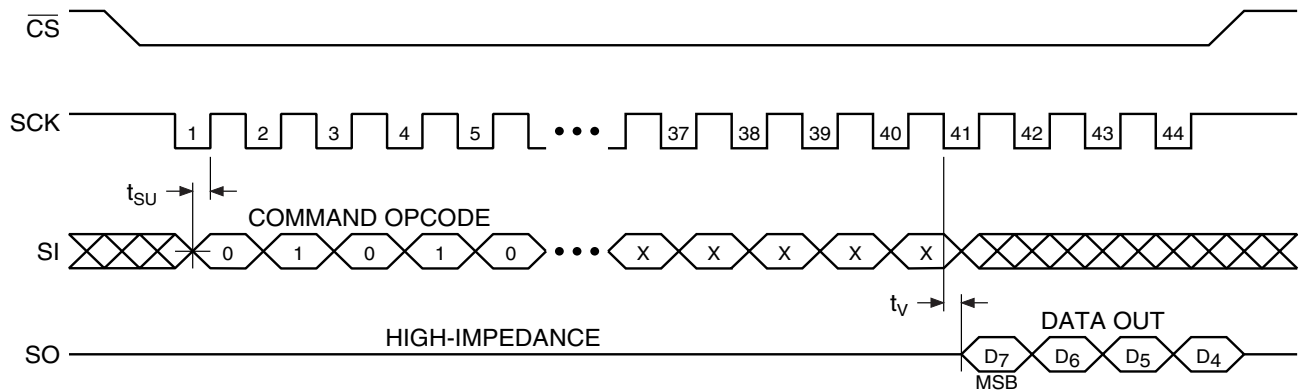 CS
SCK 1 2 3 4 5 ••• 37 38 39 40 41 42 43 44
tSU
COMMAND OPCODE
SI 0 1 0 1 0 ••• X X X X X
tV
HIGH-IMPEDANCE
DATA OUT
SO D7 D6 D5 D4
MSB